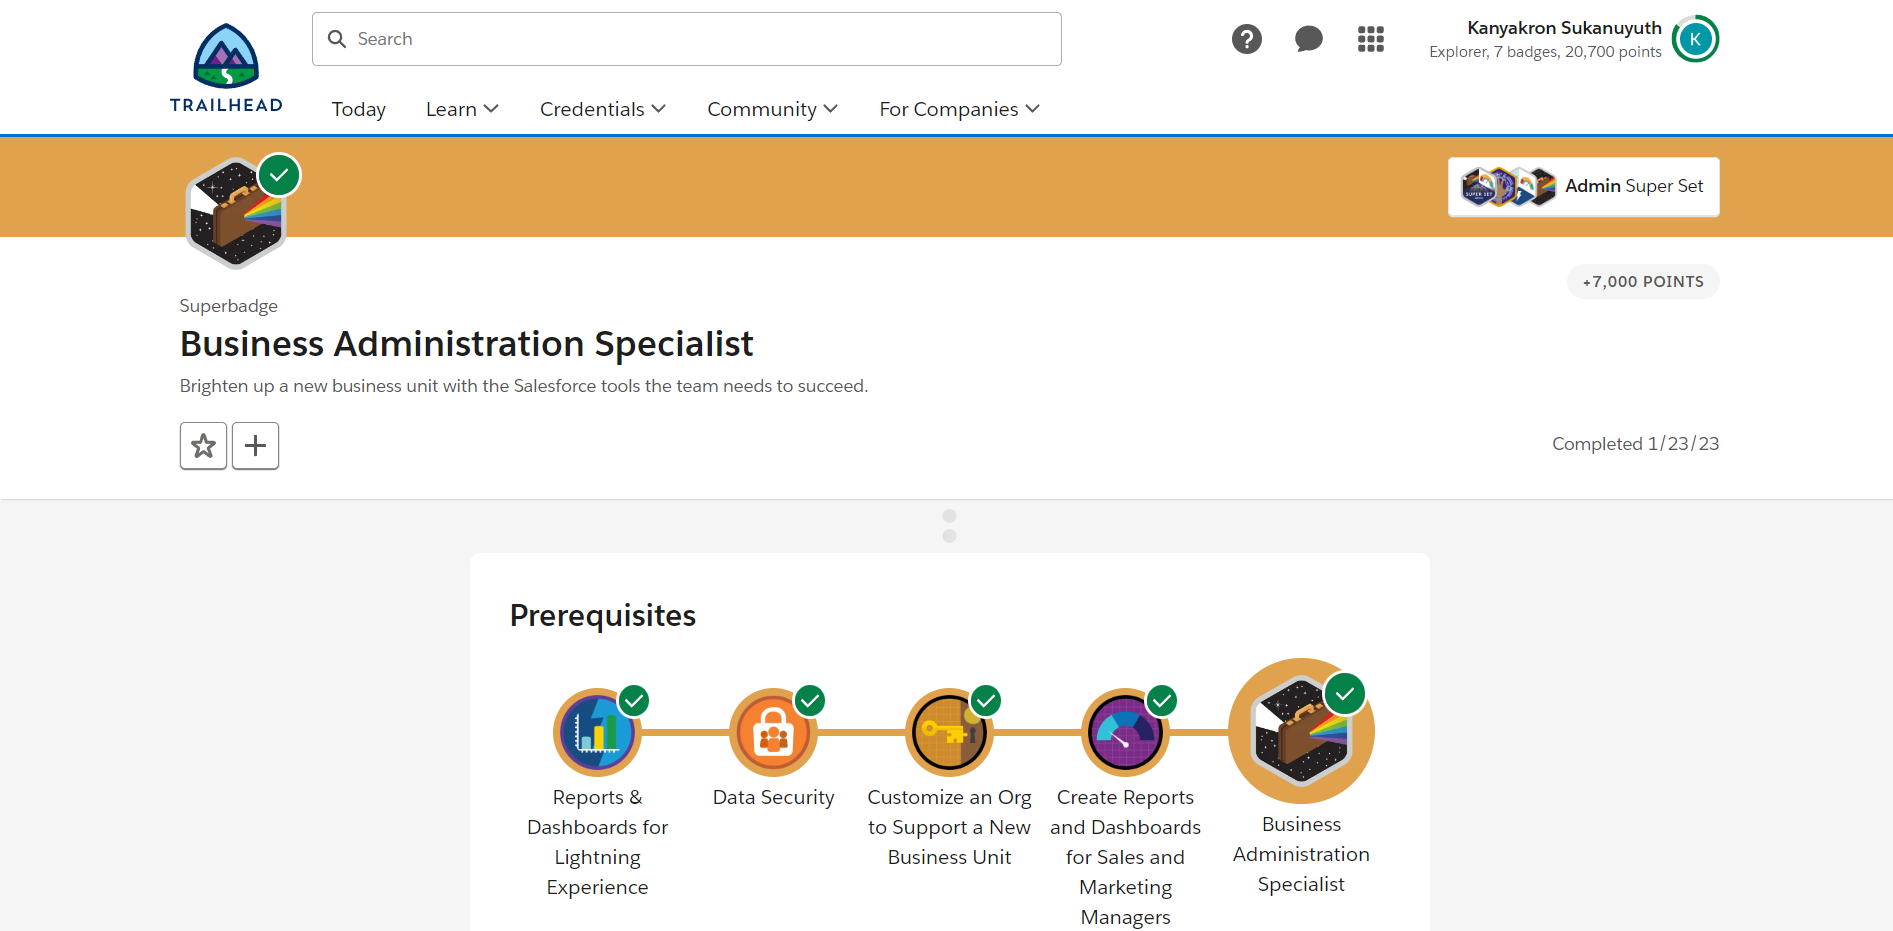 TRAILHEAD
Search
Kanyakron Sukanuyuth
Explorer, 7 badges, 20,700 points
K
Today
Learn
Credentials
Community
For Companies
SUPER SET
Admin Super Set
+7,000 POINTS
Superbadge
Business Administration Specialist
Brighten up a new business unit with the Salesforce tools the team needs to succeed.
Completed 1/23/23
Prerequisites
Reports &
Dashboards for
Lightning
Experience
Data Security
Customize an Org
to Support a New
Business Unit
Create Reports
and Dashboards
for Sales and
Marketing
Managers
Business
Administration
Specialist